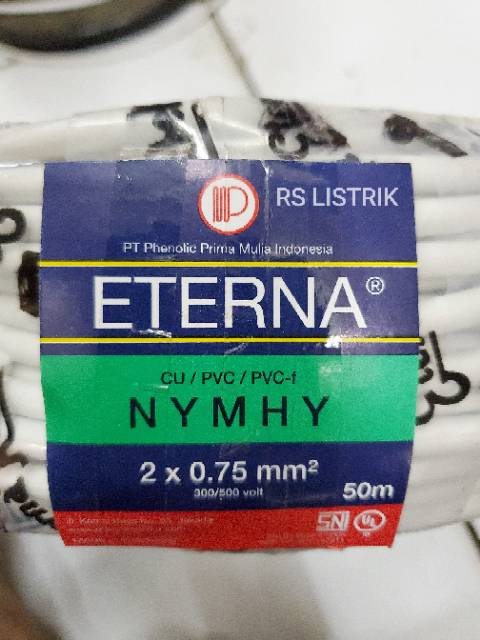 RS LISTRIK
PT Phenolic Prima Mulia Indonesia
ETERNA®
CU / PVC / PVC-f
NYMHY
2 x 0.75 mm²
300/500 volt
50m
SNI UL